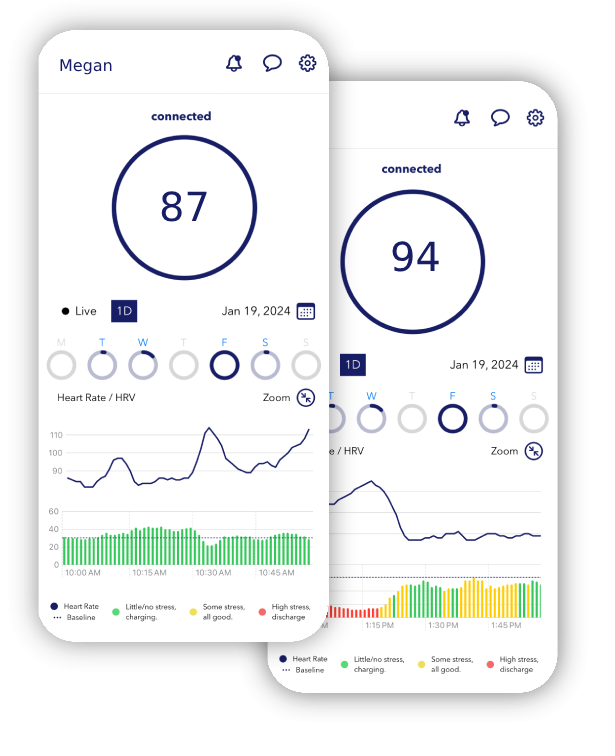 Megan
connected
87
Live 1D Jan 19, 2024
M T W T F S S
Heart Rate / HRV Zoom
110
100
90
60
40
20
0
10:00 AM 10:15 AM 10:30 AM 10:45 AM
Heart Rate Little/no stress, Some stress, High stress,
Baseline charging. all good. discharge
connected
94
1D Jan 19, 2024
T W T F S S
e / HRV Zoom
M 1:15 PM 1:30 PM 1:45 PM
Heart Rate Little/no stress, Some stress, High stress,
Baseline charging. all good. discharge